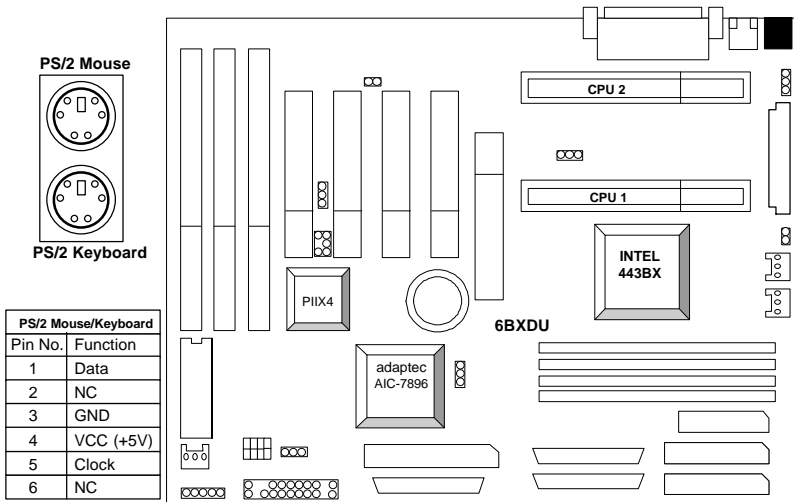 PS/2 Mouse
PS/2 Keyboard
CPU 2
CPU 1
INTEL
443BX
PIIX4
6BXDU
adaptec
AIC-7896
PS/2 Mouse/Keyboard
Pin No. Function
1 Data
2 NC
3 GND
4 VCC (+5V)
5 Clock
6 NC